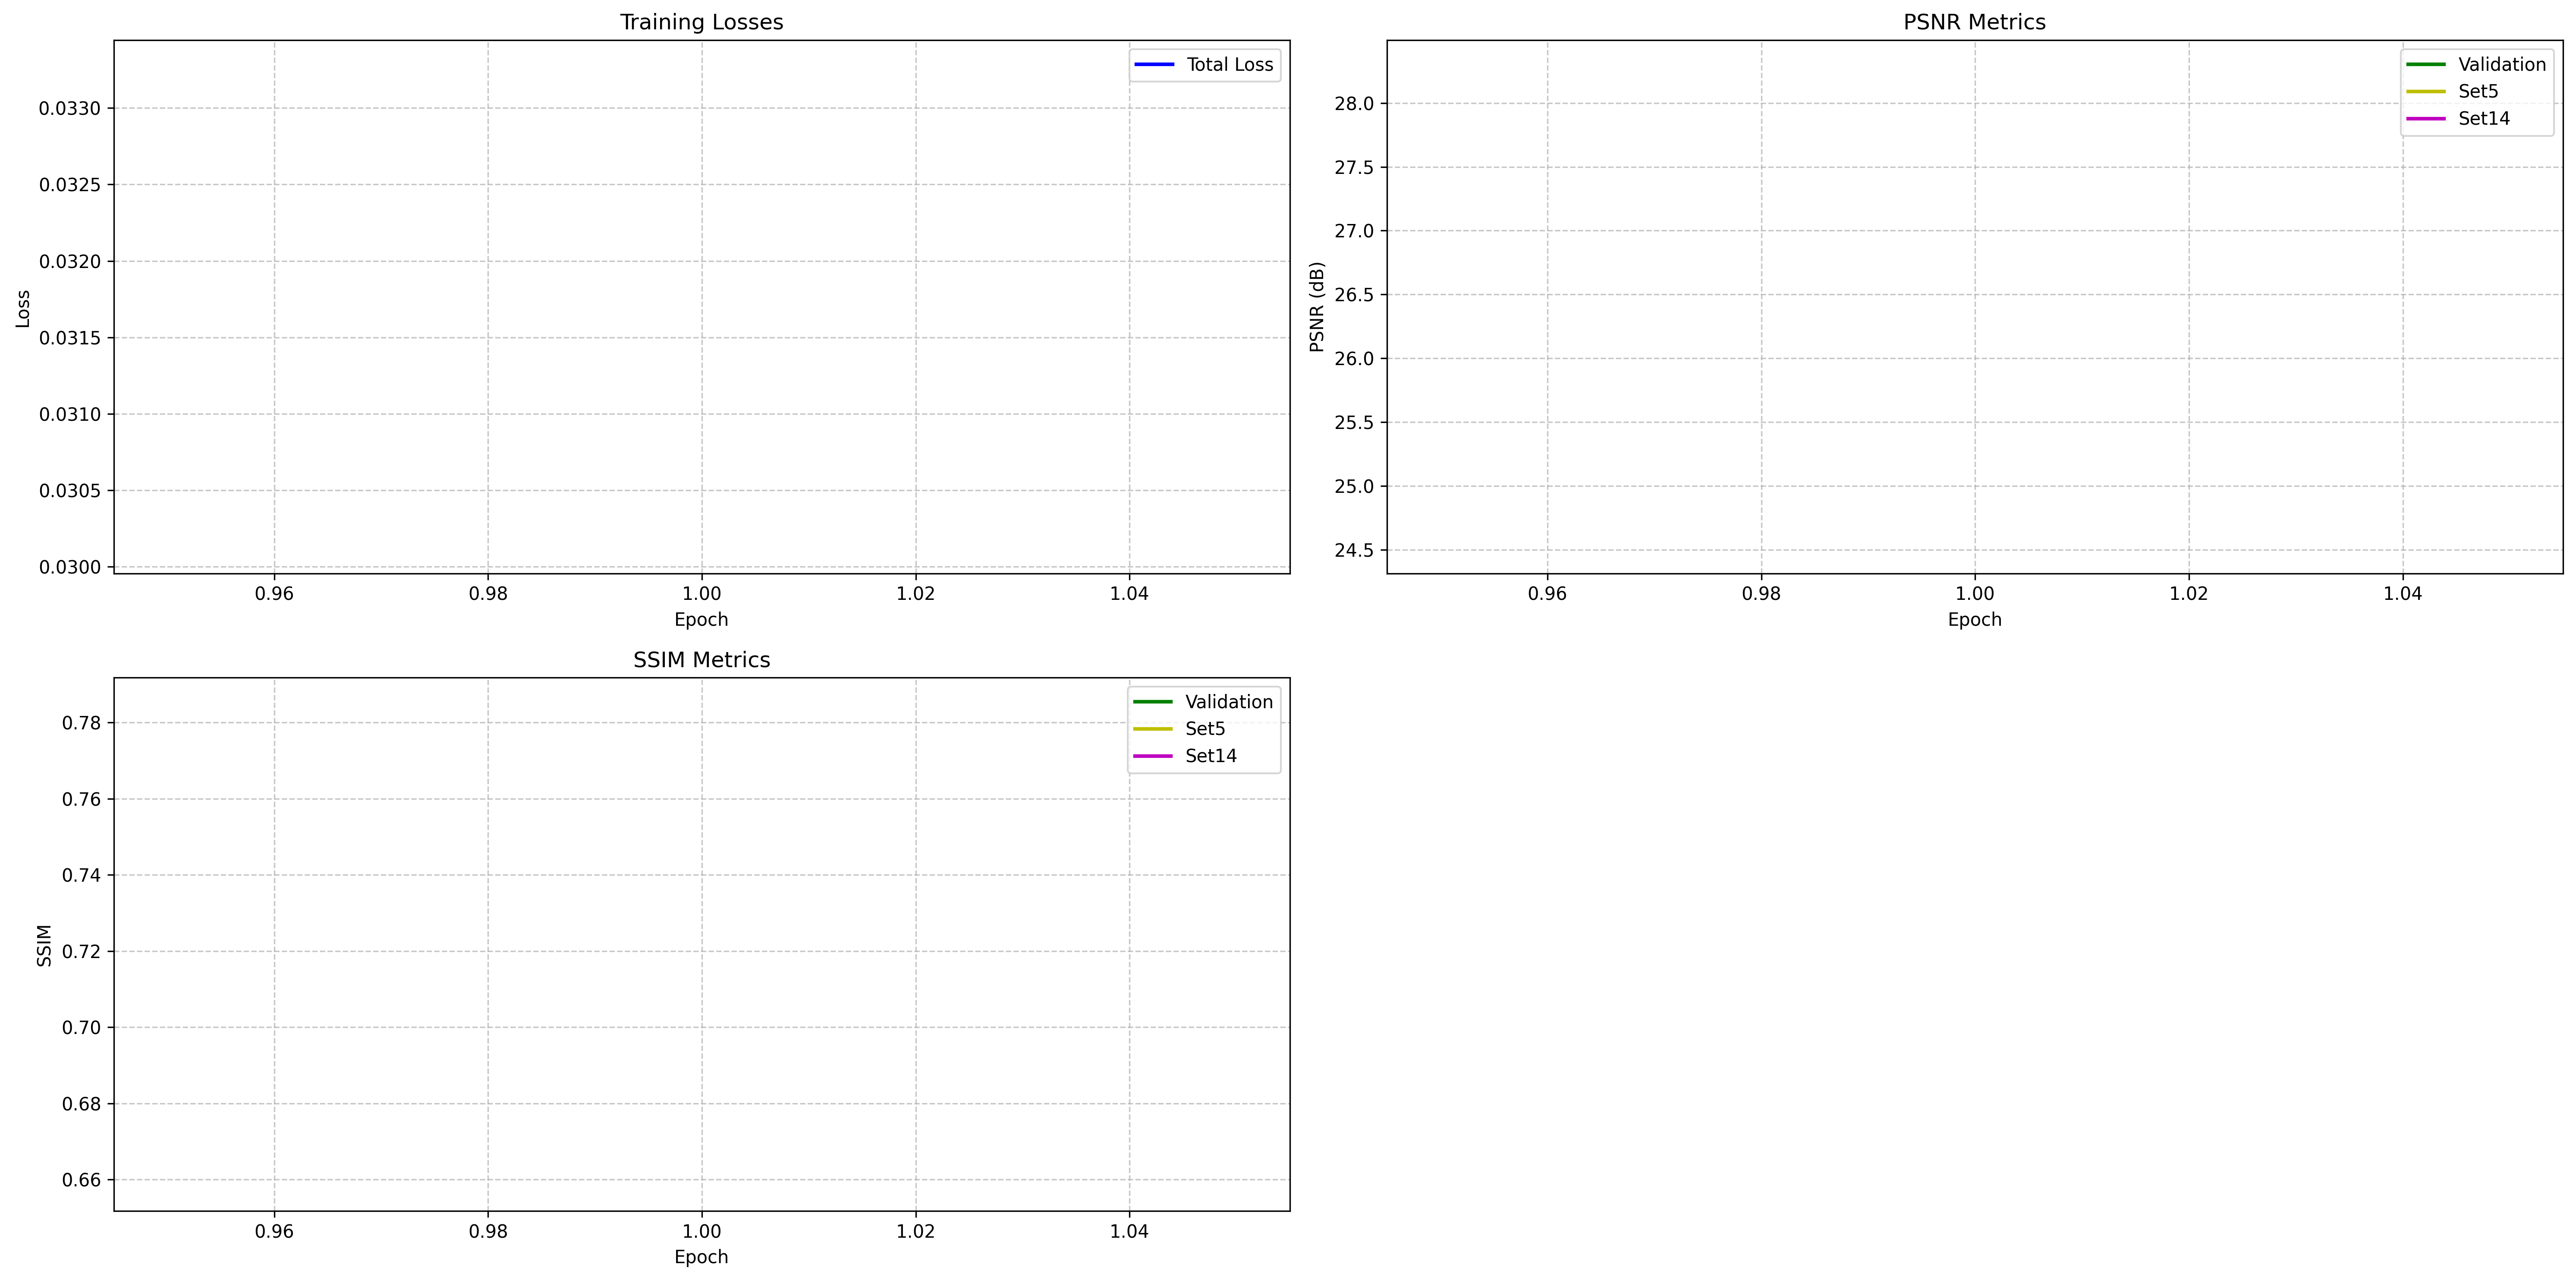 Training Losses
Total Loss
0.0330
0.0325
0.0320
0.0315
0.0310
0.0305
0.0300
Loss
0.96 0.98 1.00 1.02 1.04
Epoch
PSNR Metrics
Validation
Set5
Set14
28.0
27.5
27.0
26.5
26.0
25.5
25.0
24.5
PSNR (dB)
0.96 0.98 1.00 1.02 1.04
Epoch
SSIM Metrics
Validation
Set5
Set14
0.78
0.76
0.74
0.72
0.70
0.68
0.66
SSIM
0.96 0.98 1.00 1.02 1.04
Epoch